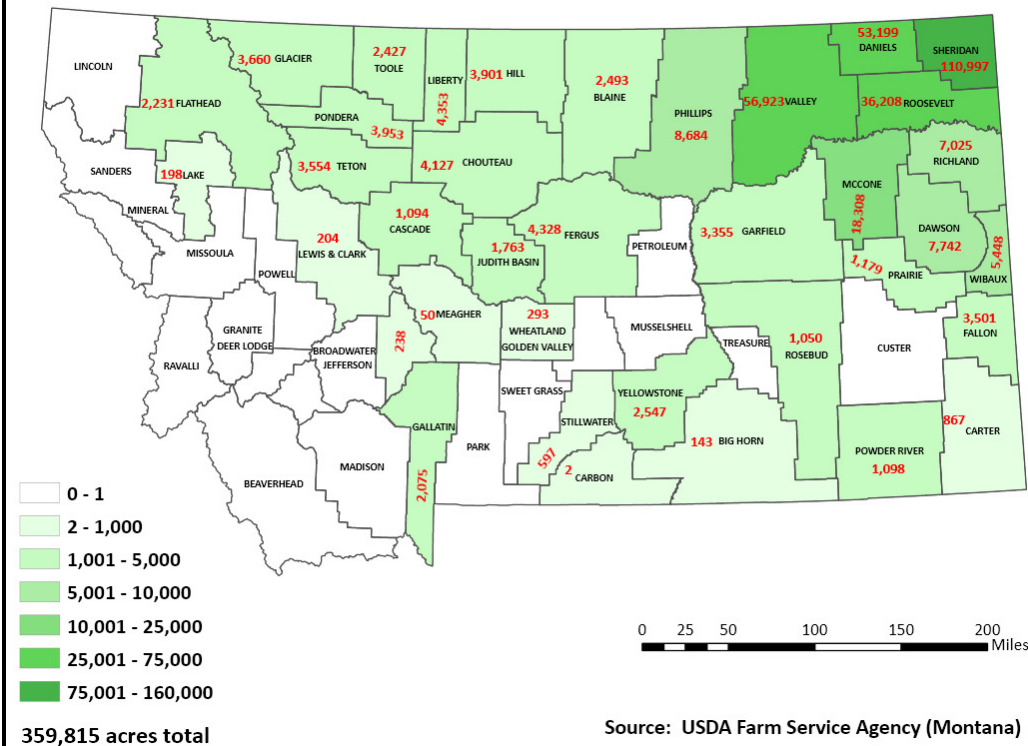 53,199
DANIELS
SHERIDAN
110,997
LINCOLN
3,660 GLACIER
2,427
TOOLE
LIBERTY
4,353
3,901 HILL
2,493
BLAINE
PHILLIPS
8,684
56,923 VALLEY
36,208 ROOSEVELT
2,231 FLATHEAD
PONDERA
3,953
7,025
RICHLAND
SANDERS
198 LAKE
3,554 TETON
4,127 CHOUTEAU
MCCONE
18,308
MINERAL
1,094
CASCADE
4,328 FERGUS
PETROLEUM
3,355 GARFIELD
DAWSON
7,742
5,448
WIBAUX
MISSOULA
POWELL
204
LEWIS & CLARK
1,763
JUDITH BASIN
1,179
PRAIRIE
50 MEAGHER
293
WHEATLAND
GOLDEN VALLEY
MUSSELSHELL
TREASURE
1,050
ROSEBUD
CUSTER
3,501
FALLON
GRANITE
DEER LODGE
RAVALLI
BROADWATER
JEFFERSON
238
SWEET GRASS
YELLOWSTONE
2,547
STILLWATER
597
GALLATIN
2,075
PARK
143 BIG HORN
POWDER RIVER
1,098
867
CARTER
2
CARBON
MADISON
BEAVERHEAD
0 - 1
2 - 1,000
1,001 - 5,000
5,001 - 10,000
10,001 - 25,000
25,001 - 75,000
75,001 - 160,000
0 25 50 100 150 200
Miles
359,815 acres total
Source: USDA Farm Service Agency (Montana)